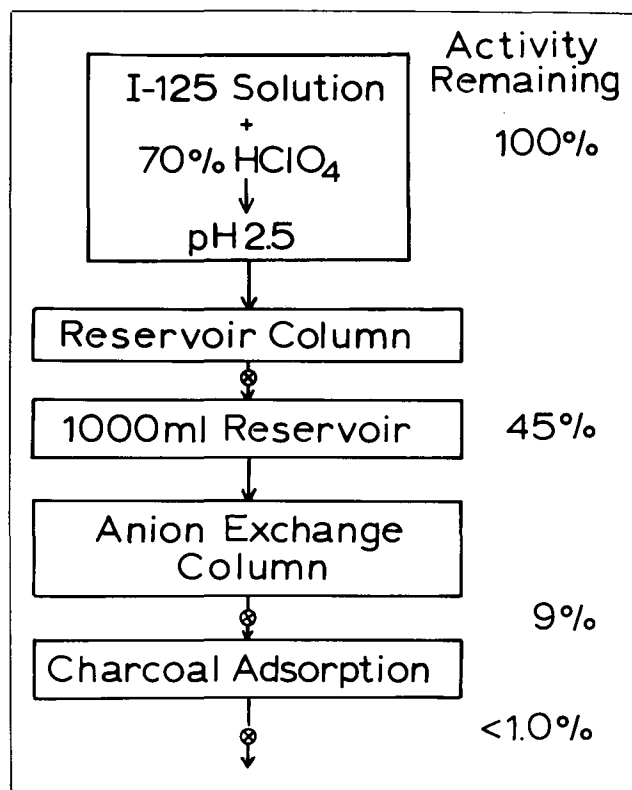 Activity
Remaining
I-125 Solution
+
70% HClO4
100%
pH 2.5
Reservoir Column
1000ml Reservoir
45%
Anion Exchange
Column
9%
Charcoal Adsorption
<1.0%